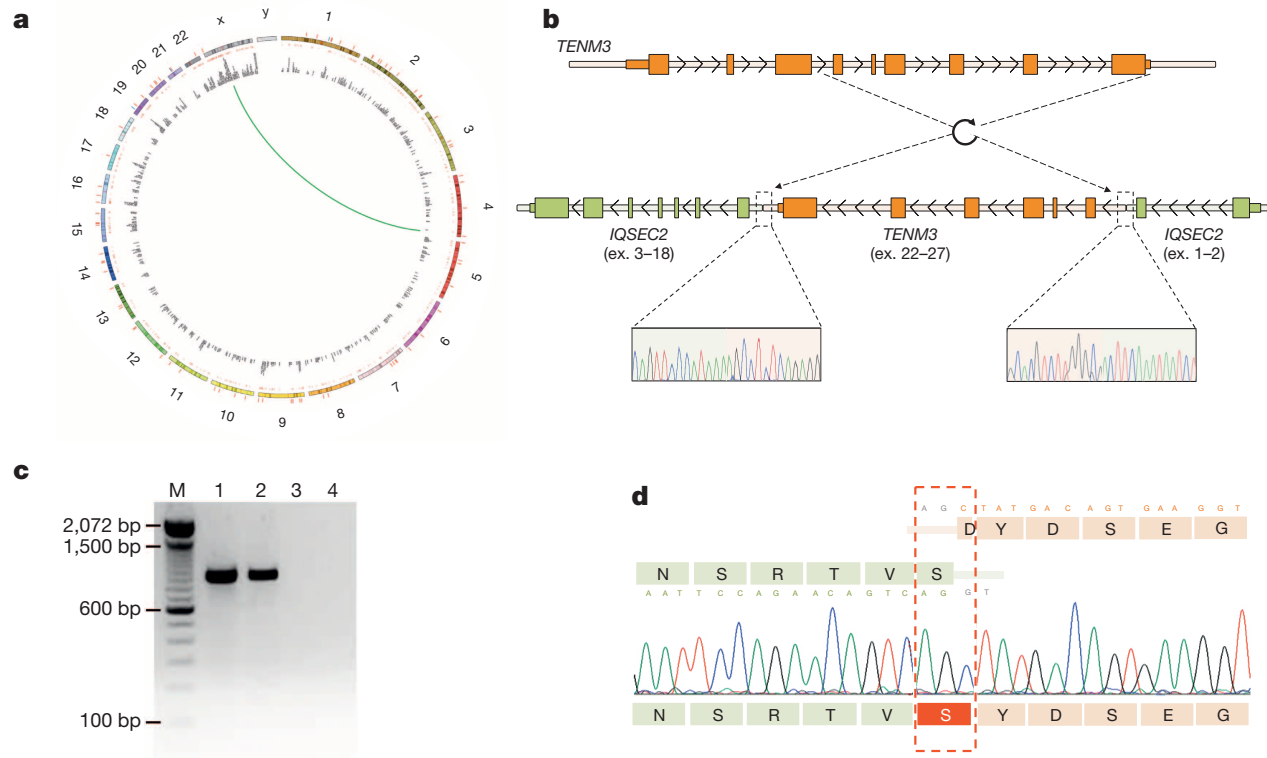 a
x
y
1
2
3
4
5
6
7
8
9
10
11
12
13
14
15
16
17
18
19
20
21
22
b
TENM3
IQSEC2
(ex. 3–18)
TENM3
(ex. 22–27)
IQSEC2
(ex. 1–2)
c
M 1 2 3 4
2,072 bp
1,500 bp
600 bp
100 bp
d
A G C T A T G A C A G T G A A G G T
D Y D S E G
N S R T V S
A A T T C C A G A A C A G T C A G G T
N S R T V S Y D S E G